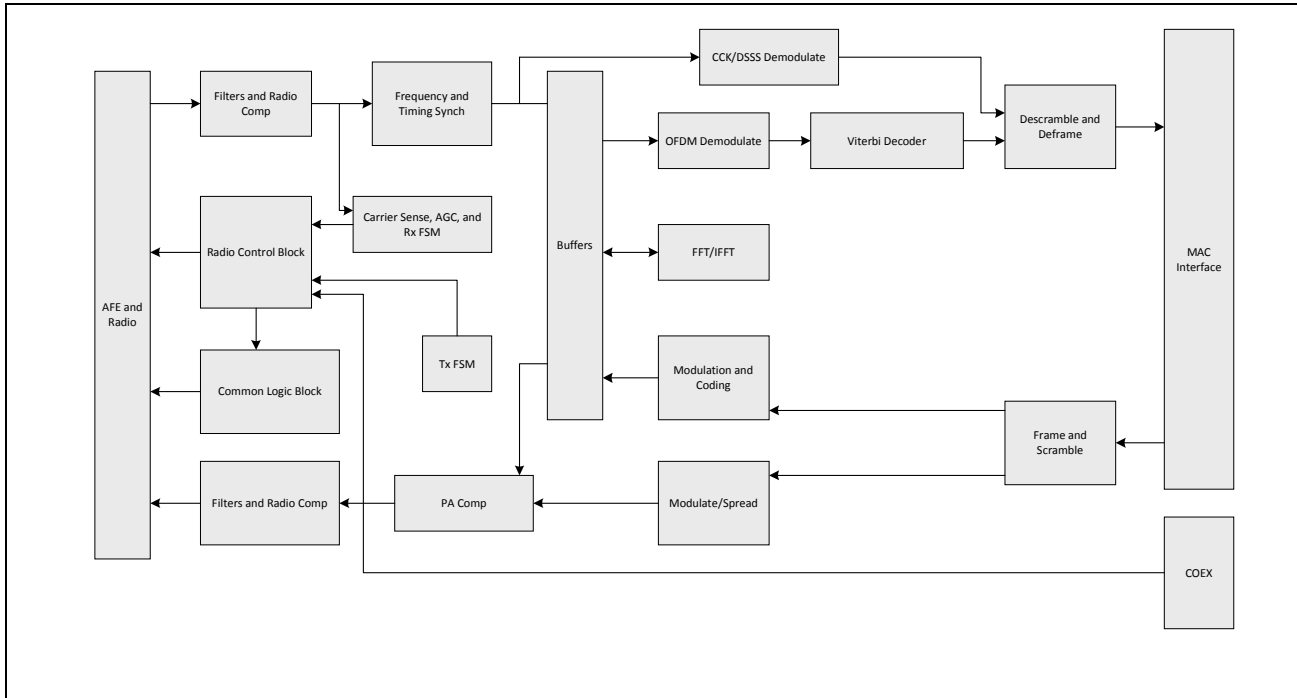 CCK/DSSS Demodulate
Filters and Radio
Comp
Frequency and
Timing Synch
Descramble and
Deframe
OFDM Demodulate
Viterbi Decoder
Carrier Sense, AGC, and
Rx FSM
Radio Control Block
Buffers
FFT/IFFT
MAC
Interface
AFE and
Radio
Tx FSM
Modulation and
Coding
Common Logic Block
Frame and
Scramble
Filters and Radio Comp
PA Comp
Modulate/Spread
COEX